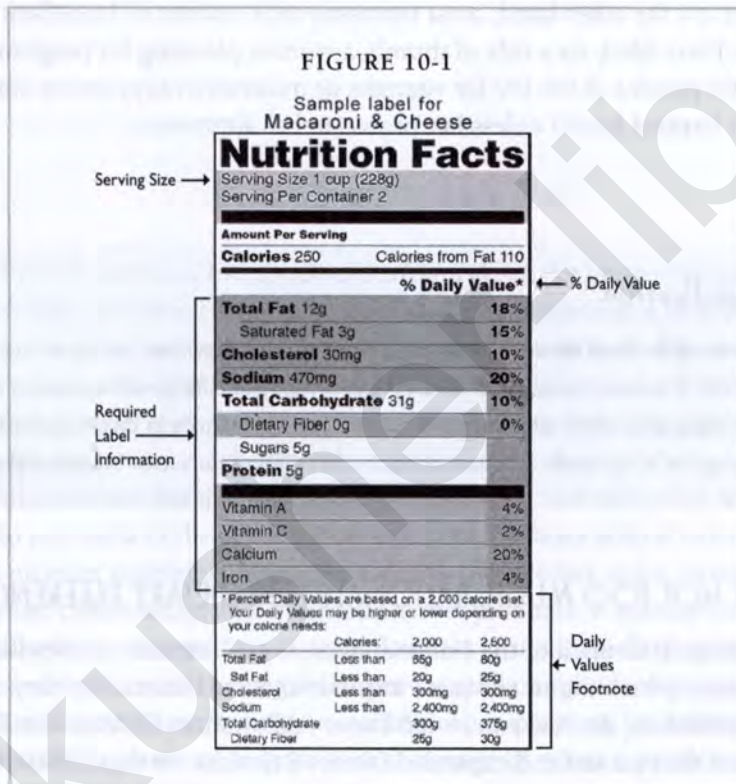 FIGURE 10-1
Sample label for
Macaroni & Cheese
Nutrition Facts
Serving Size
Serving Size 1 cup (228g)
Serving Per Container 2
Amount Per Serving
Calories 250 Calories from Fat 110
% Daily Value*
% Daily Value
Total Fat 12g 18%
Saturated Fat 3g 15%
Cholesterol 30mg 10%
Sodium 470mg 20%
Total Carbohydrate 31g 10%
Dietary Fiber 0g 0%
Sugars 5g
Protein 5g
Required
Label
Information
Vitamin A 4%
Vitamin C 2%
Calcium 20%
Iron 4%
*Percent Daily Values are based on a 2,000 calorie diet.
Your Daily Values may be higher or lower depending on
your calorie needs:
Calories: 2,000 2,500
Total Fat Less than 65g 80g
Sat Fat Less than 20g 25g
Cholesterol Less than 300mg 300mg
Sodium Less than 2,400mg 2,400mg
Total Carbohydrate 300g 375g
Dietary Fiber 25g 30g
Daily
Values
Footnote
kushner-lib